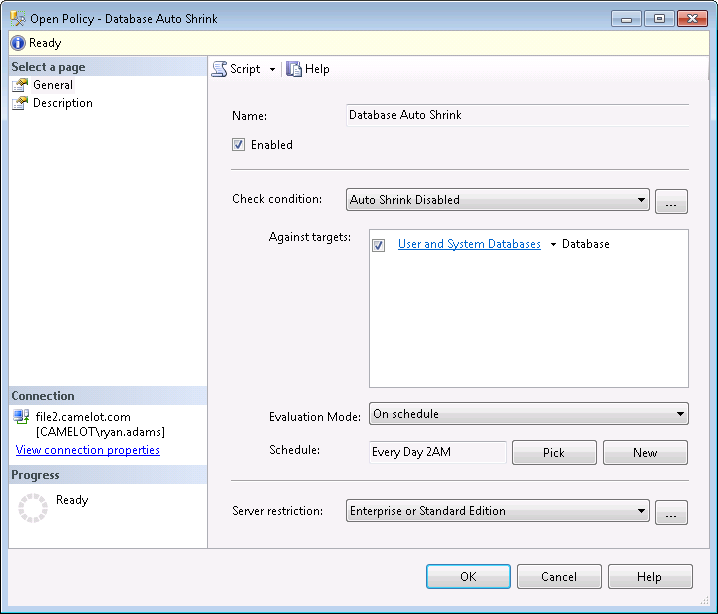 Open Policy - Database Auto Shrink
Ready
Select a page
General
Description
Script Help
Name: Database Auto Shrink
Enabled
Check condition: Auto Shrink Disabled ...
Against targets: User and System Databases Database
Evaluation Mode: On schedule
Schedule: Every Day 2AM Pick New
Server restriction: Enterprise or Standard Edition ...
Connection
file2.camelot.com
[CAMELOT\ryan.adams]
View connection properties
Progress
Ready
OK Cancel Help